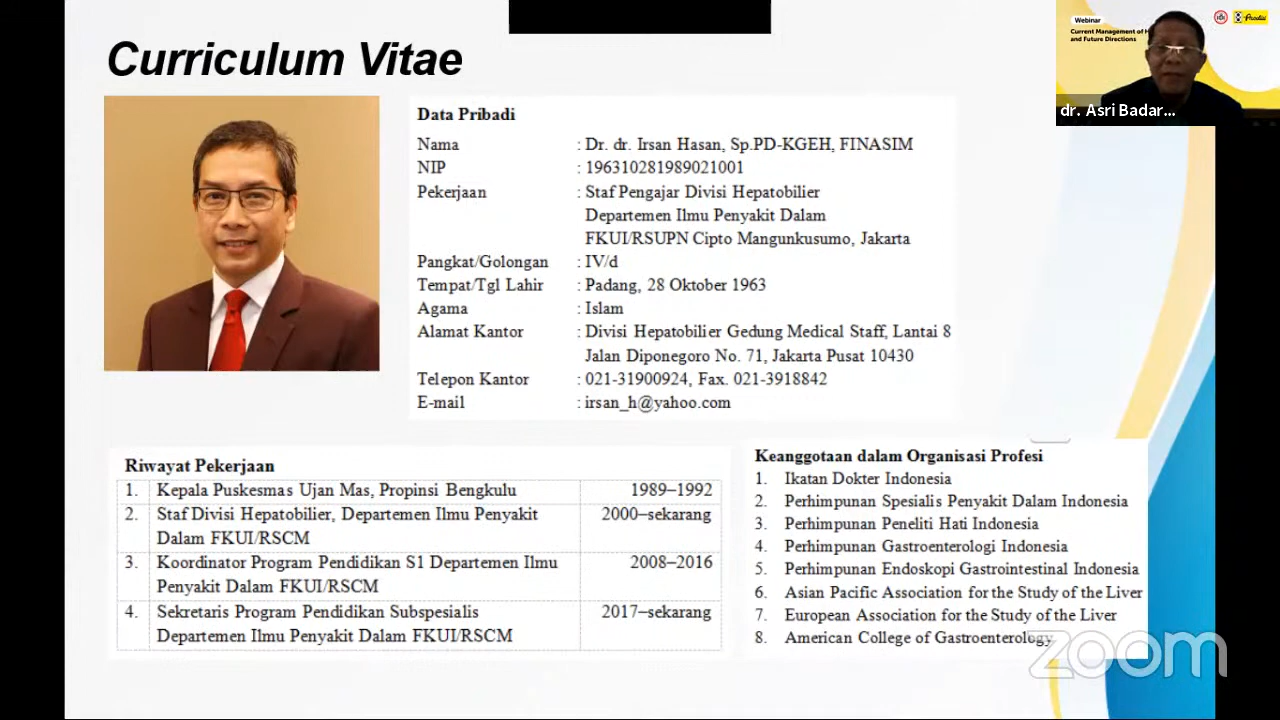 Curriculum Vitae
Data Pribadi
Nama : Dr. dr. Irsan Hasan, Sp.PD-KGEH, FINASIM
NIP : 196310281989021001
Pekerjaan : Staf Pengajar Divisi Hepatobilier
Departemen Ilmu Penyakit Dalam
FKUI/RSUPN Cipto Mangunkusumo, Jakarta
Pangkat/Golongan : IV/d
Tempat/Tgl Lahir : Padang, 28 Oktober 1963
Agama : Islam
Alamat Kantor : Divisi Hepatobilier Gedung Medical Staff, Lantai 8
Jalan Diponegoro No. 71, Jakarta Pusat 10430
Telepon Kantor : 021-31900924, Fax. 021-3918842
E-mail : irsan_h@yahoo.com
Riwayat Pekerjaan
1. Kepala Puskesmas Ujan Mas, Propinsi Bengkulu 1989–1992
2. Staf Divisi Hepatobilier, Departemen Ilmu Penyakit 2000–sekarang
Dalam FKUI/RSCM
3. Koordinator Program Pendidikan S1 Departemen Ilmu 2008–2016
Penyakit Dalam FKUI/RSCM
4. Sekretaris Program Pendidikan Subspesialis 2017–sekarang
Departemen Ilmu Penyakit Dalam FKUI/RSCM
Keanggotaan dalam Organisasi Profesi
1. Ikatan Dokter Indonesia
2. Perhimpunan Spesialis Penyakit Dalam Indonesia
3. Perhimpunan Peneliti Hati Indonesia
4. Perhimpunan Gastroenterologi Indonesia
5. Perhimpunan Endoskopi Gastrointestinal Indonesia
6. Asian Pacific Association for the Study of the Liver
7. European Association for the Study of the Liver
8. American College of Gastroenterology
Webinar
Current Management of
and Future Directions
Prodia
dr. Asri Badar...
zoom